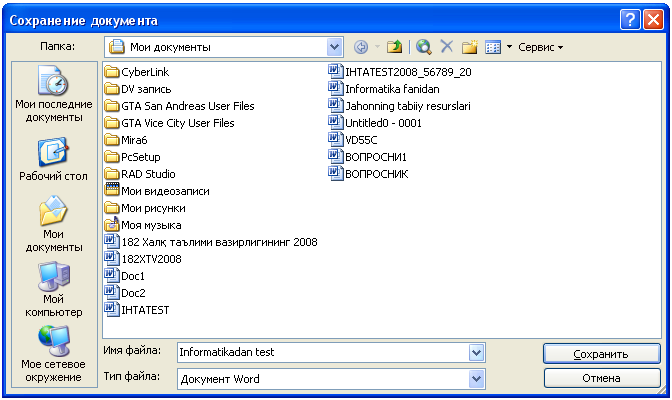 Сохранение документа
Папка:
Мои документы
Сервис
Мои последние
документы
Рабочий стол
Мои
документы
Мой
компьютер
Мое сетевое
окружение
CyberLink
DV запись
GTA San Andreas User Files
GTA Vice City User Files
Mira6
PcSetup
RAD Studio
Мои видеозаписи
Мои рисунки
Моя музыка
182 Халқ таълими вазирлигининг 2008
182XTV2008
Doc1
Doc2
IHTATEST
IHTATEST2008_56789_20
Informatika fanidan
Jahonning tabiiy resurslari
Untitled0 - 0001
VD55C
ВОПРОСНИ1
ВОПРОСНИК
Имя файла:
Informatikadan test
Сохранить
Тип файла:
Документ Word
Отмена